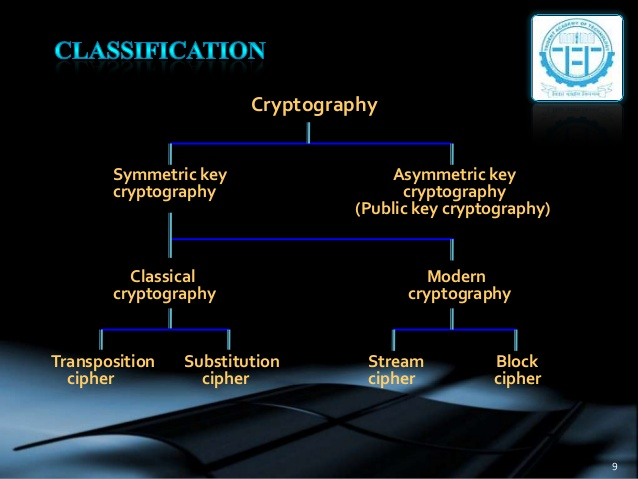 CLASSIFICATION
Cryptography
Symmetric key
cryptography
Asymmetric key
cryptography
(Public key cryptography)
Classical
cryptography
Modern
cryptography
Transposition
cipher
Substitution
cipher
Stream
cipher
Block
cipher
9